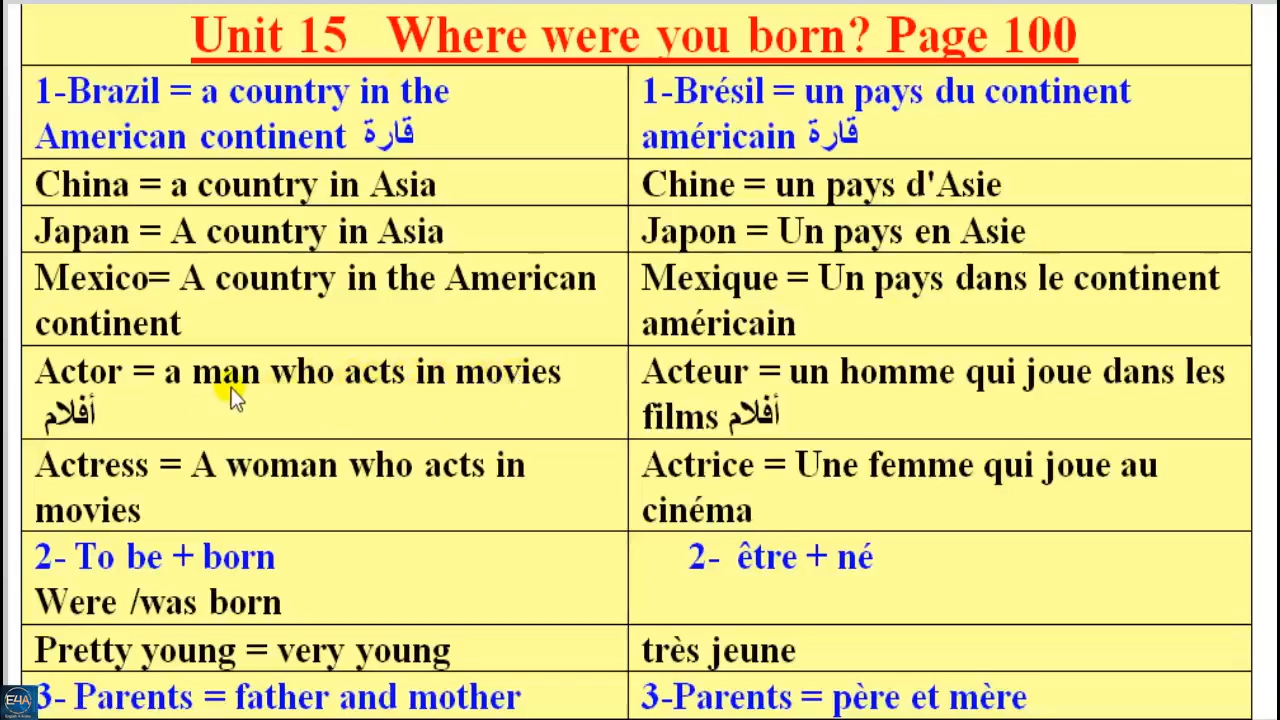 Unit 15 Where were you born? Page 100
1-Brazil = a country in the
American continent قارة
1-Brésil = un pays du continent
américain قارة
China = a country in Asia
Chine = un pays d'Asie
Japan = A country in Asia
Japon = Un pays en Asie
Mexico= A country in the American
continent
Mexique = Un pays dans le continent
américain
Actor = a man who acts in movies
أفلام
Acteur = un homme qui joue dans les
films أفلام
Actress = A woman who acts in
movies
Actrice = Une femme qui joue au
cinéma
2- To be + born
Were /was born
2- être + né
Pretty young = very young
très jeune
3- Parents = father and mother
3-Parents = père et mère
E4A